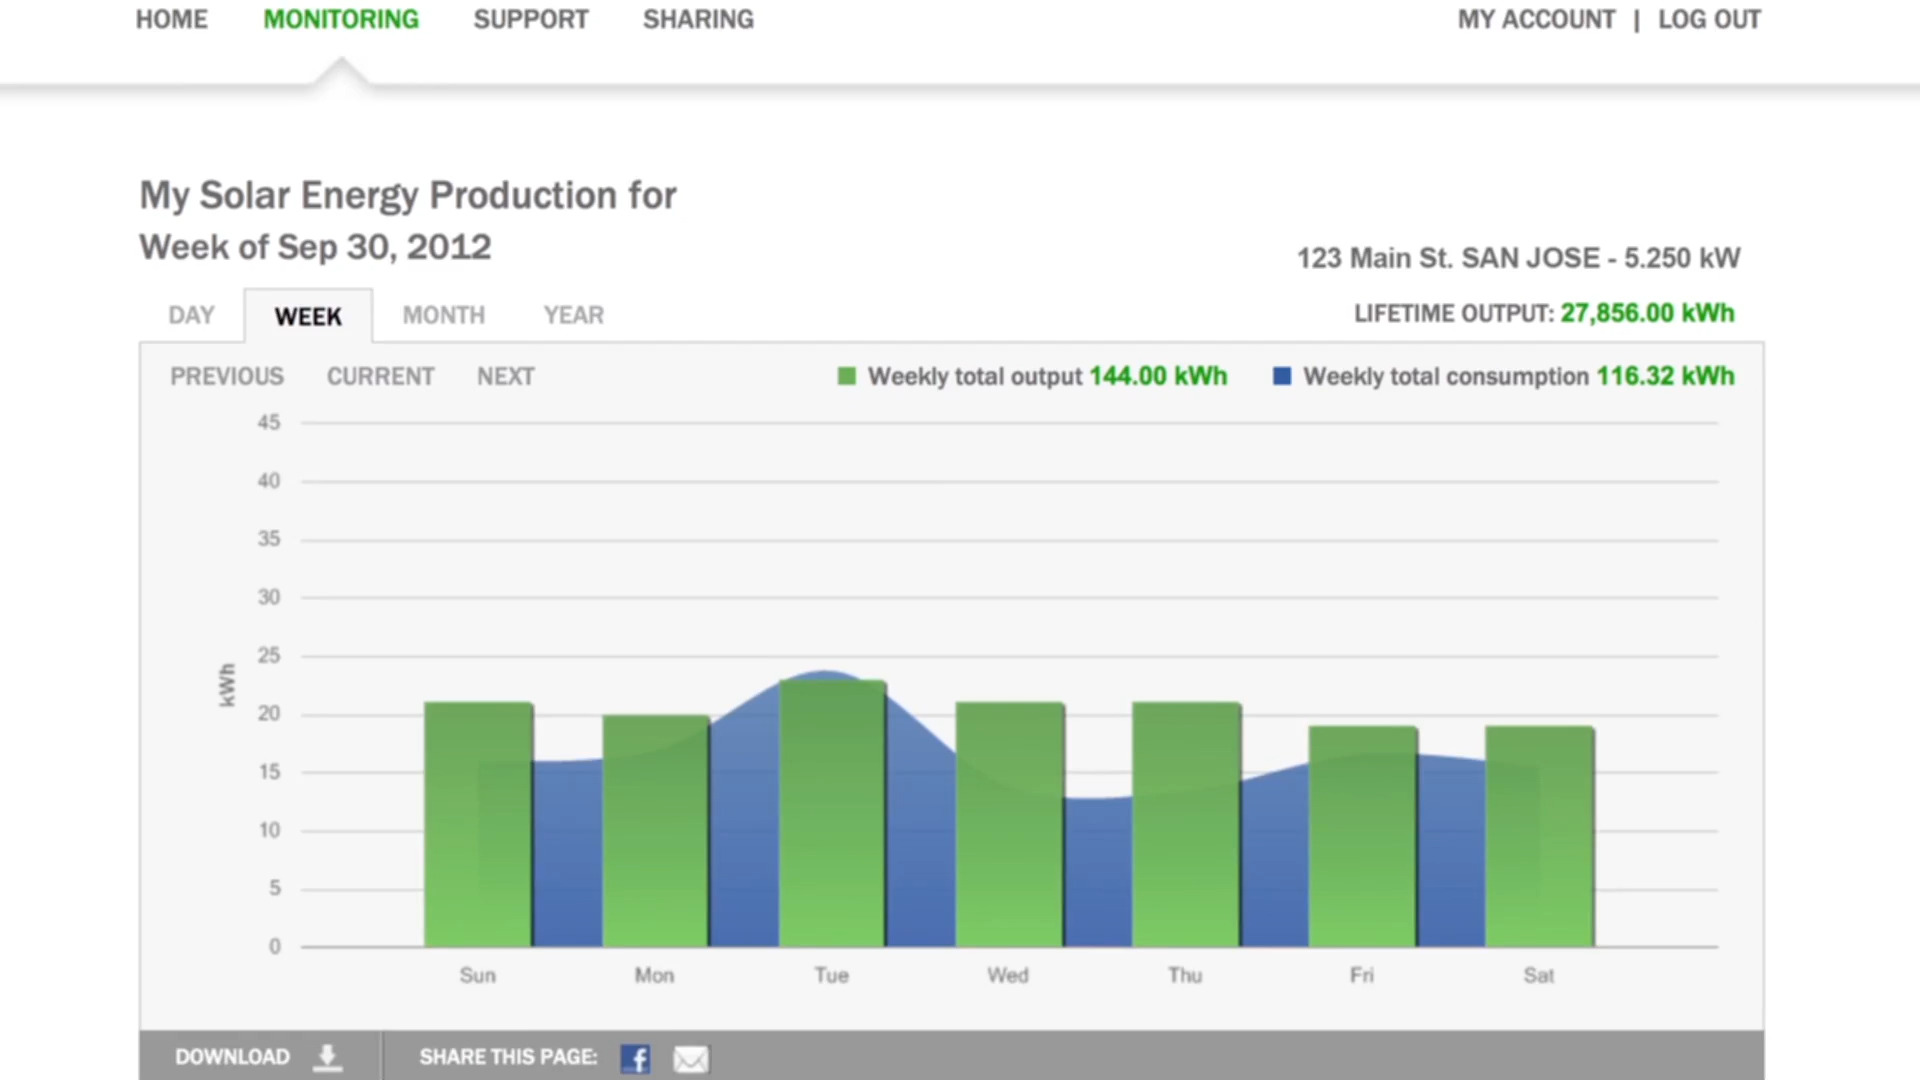 HOME MONITORING SUPPORT SHARING MY ACCOUNT | LOG OUT
My Solar Energy Production for
Week of Sep 30, 2012
123 Main St. SAN JOSE - 5.250 kW
DAY WEEK MONTH YEAR
LIFETIME OUTPUT: 27,856.00 kWh
PREVIOUS CURRENT NEXT
Weekly total output 144.00 kWh
Weekly total consumption 116.32 kWh
45
40
35
30
25
20
15
10
5
0
kWh
Sun Mon Tue Wed Thu Fri Sat
DOWNLOAD SHARE THIS PAGE: f